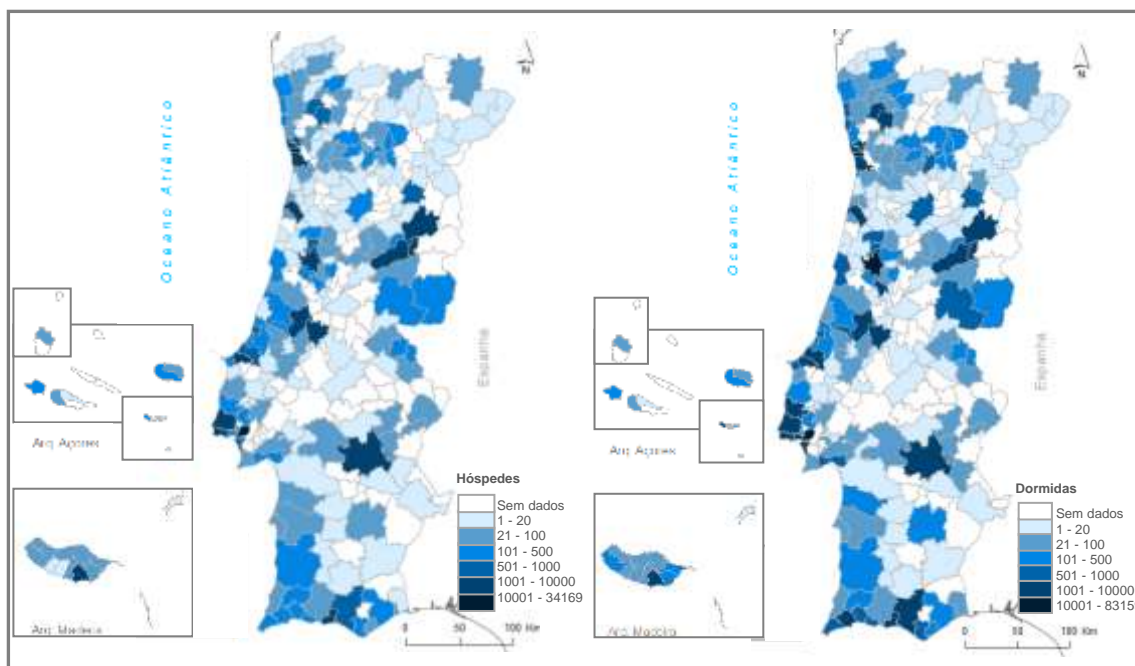 N
Oceano Atlântico
Espanha
Arq. Açores
Arq. Madeira
Hóspedes
Sem dados
1 - 20
21 - 100
101 - 500
501 - 1000
1001 - 10000
10001 - 34169
0 50 100 Km
N
Oceano Atlântico
Espanha
Arq. Açores
Arq. Madeira
Dormidas
Sem dados
1 - 20
21 - 100
101 - 500
501 - 1000
1001 - 10000
10001 - 8315
0 50 100 Km